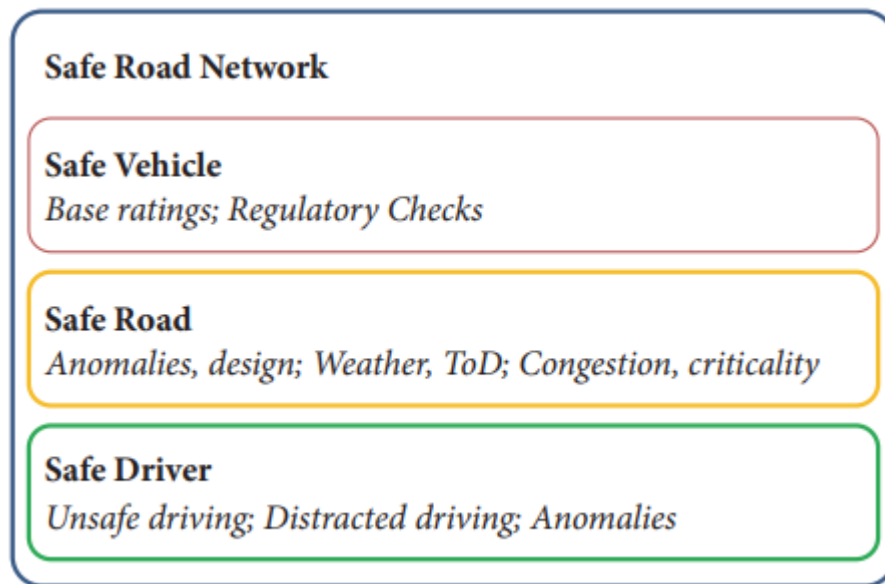 Safe Road Network
Safe Vehicle
Base ratings; Regulatory Checks
Safe Road
Anomalies, design; Weather, ToD; Congestion, criticality
Safe Driver
Unsafe driving; Distracted driving; Anomalies